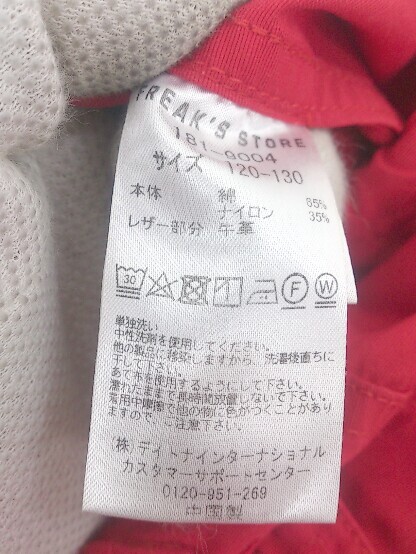 FREAK'S STORE
181-9004
サイズ 120-130
本体 綿 65%
ナイロン 35%
レザー部分 牛革
30 F W
単独洗い
中性洗剤を使用してください。
他の製品に移染しますから、洗濯後直ちに
干して下さい。
あて布を使用するようにして下さい。
濡れたままで長時間放置しないで下さい。
着用中摩擦で他の物に色がつくことがあり
ますので、ご注意下さい。
(株)デイトナインターナショナル
カスタマーサポートセンター
0120-951-269
中国製